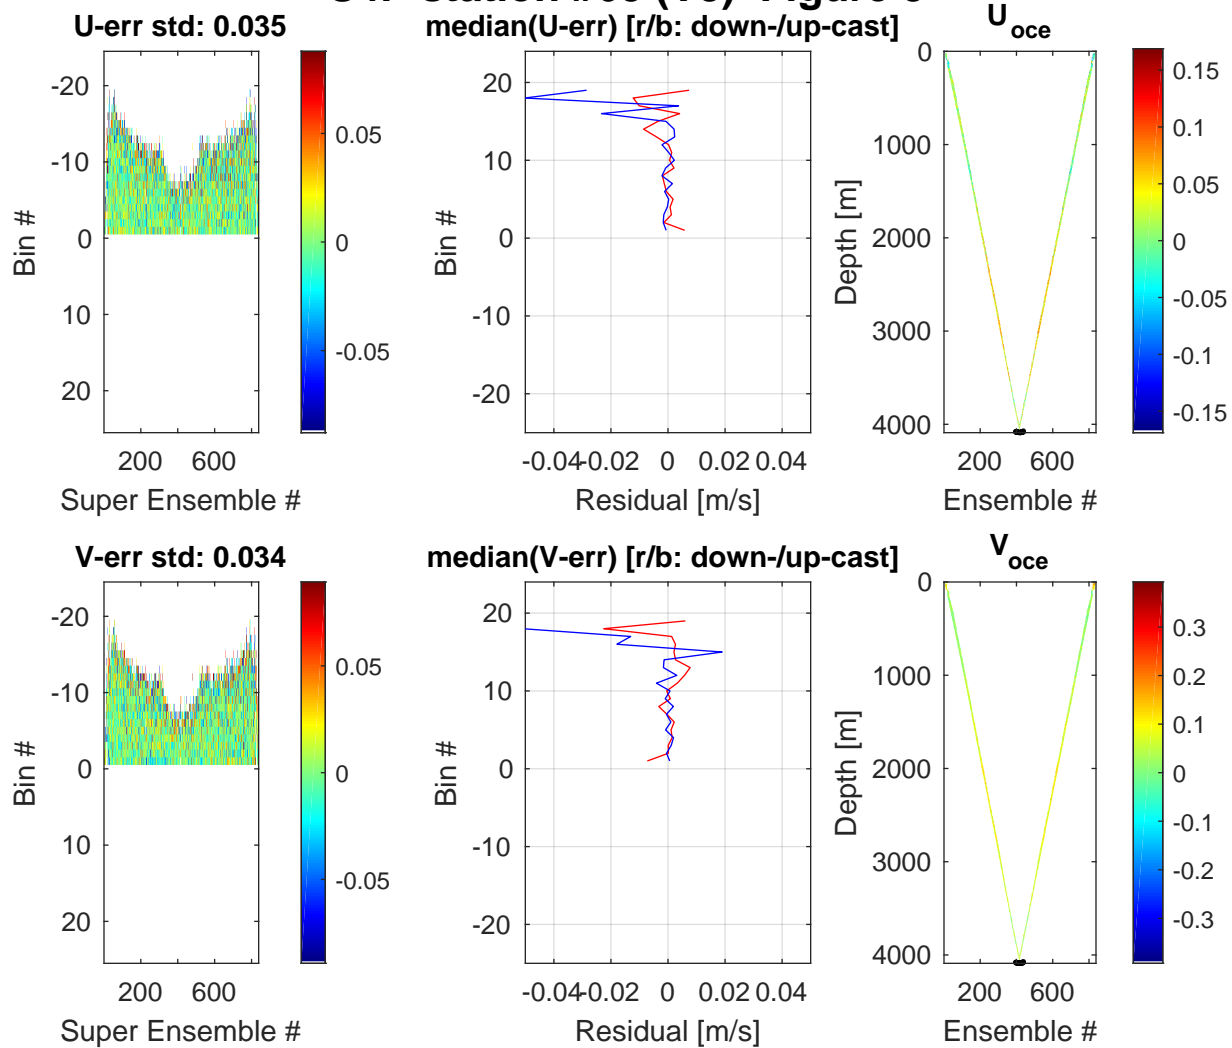 U-err std: 0.035
-20
-10
0
10
20
Bin #
200 600
Super Ensemble #
0.05
0
-0.05
median(U-err) [r/b: down-/up-cast]
20
10
0
-10
-20
Bin #
-0.04 -0.02 0 0.02 0.04
Residual [m/s]
U oce
0
1000
2000
3000
4000
Depth [m]
200 600
Ensemble #
0.15
0.1
0.05
0
-0.05
-0.1
-0.15
V-err std: 0.034
-20
-10
0
10
20
Bin #
200 600
Super Ensemble #
0.05
0
-0.05
median(V-err) [r/b: down-/up-cast]
20
10
0
-10
-20
Bin #
-0.04 -0.02 0 0.02 0.04
Residual [m/s]
V oce
0
1000
2000
3000
4000
Depth [m]
200 600
Ensemble #
0.3
0.2
0.1
0
-0.1
-0.2
-0.3